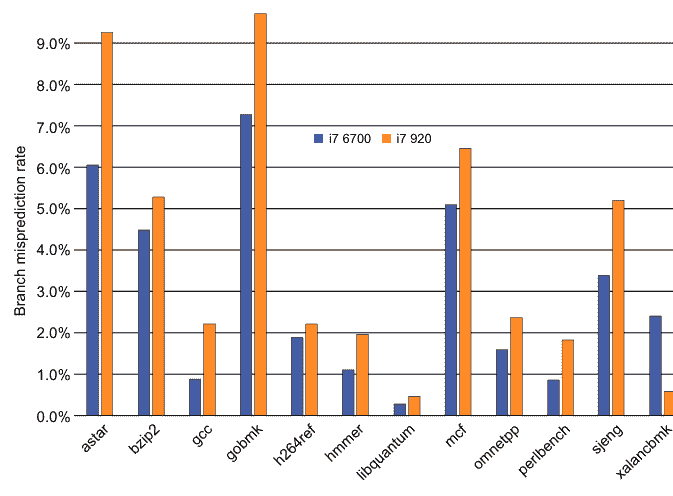 9.0%
8.0%
7.0%
i7 6700 i7 920
6.0%
5.0%
4.0%
3.0%
2.0%
1.0%
0.0%
Branch misprediction rate
astar
bzip2
gcc
gobmk
h264ref
hmmer
libquantum
mcf
omnetpp
perlbench
sjeng
xalancbmk